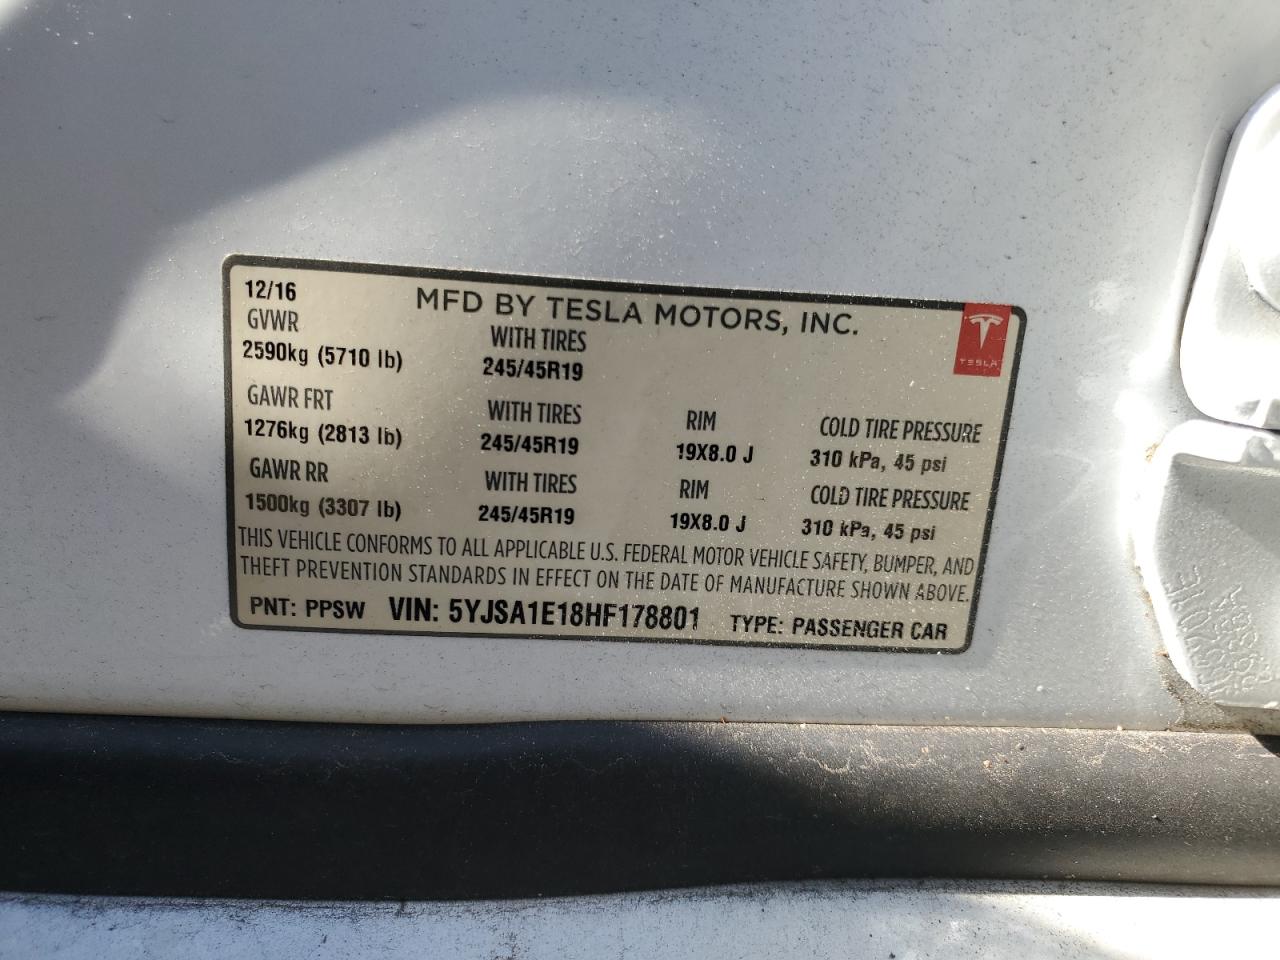 12/16 MFD BY TESLA MOTORS, INC.
GVWR WITH TIRES
2590kg (5710 lb) 245/45R19
TESLA
GAWR FRT WITH TIRES RIM COLD TIRE PRESSURE
1276kg (2813 lb) 245/45R19 19X8.0 J 310 kPa, 45 psi
GAWR RR WITH TIRES RIM COLD TIRE PRESSURE
1500kg (3307 lb) 245/45R19 19X8.0 J 310 kPa, 45 psi
THIS VEHICLE CONFORMS TO ALL APPLICABLE U.S. FEDERAL MOTOR VEHICLE SAFETY, BUMPER, AND
THEFT PREVENTION STANDARDS IN EFFECT ON THE DATE OF MANUFACTURE SHOWN ABOVE.
PNT: PPSW VIN: 5YJSA1E18HF178801 TYPE: PASSENGER CAR